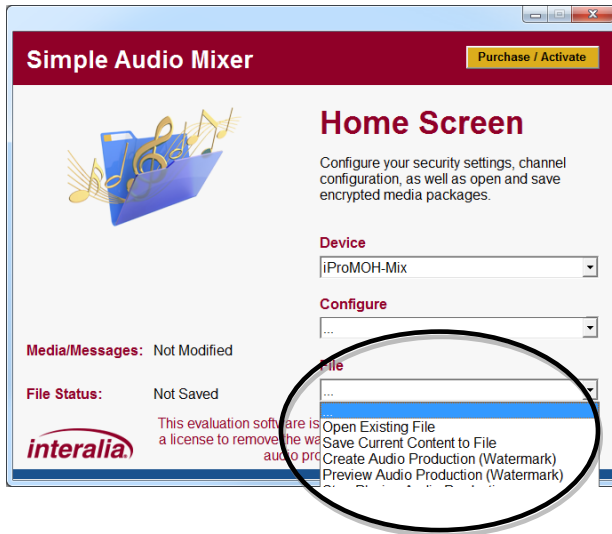 Simple Audio Mixer
Purchase / Activate
Home Screen
Configure your security settings, channel
configuration, as well as open and save
encrypted media packages.
Device
iProMOH-Mix
Configure
...
Media/Messages: Not Modified
File
File Status: Not Saved
...
...
Open Existing File
Save Current Content to File
Create Audio Production (Watermark)
Preview Audio Production (Watermark)
This evaluation software is
a license to remove the
audio
interalia